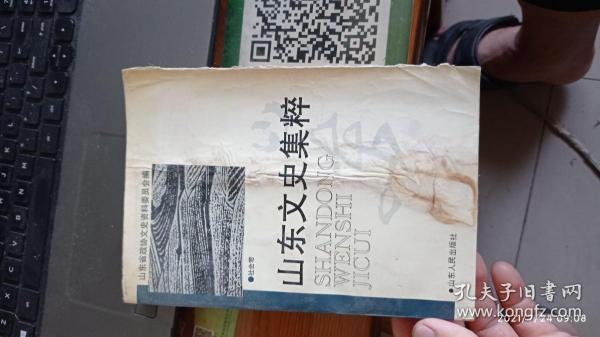 山东省政协文史资料委员会编
●社会卷
山东文史集粹
SHANDONG
WENSHI
JICUI
●山东人民出版社
孔夫子旧书网
www.kongfz.com
2021/7/24 09:08